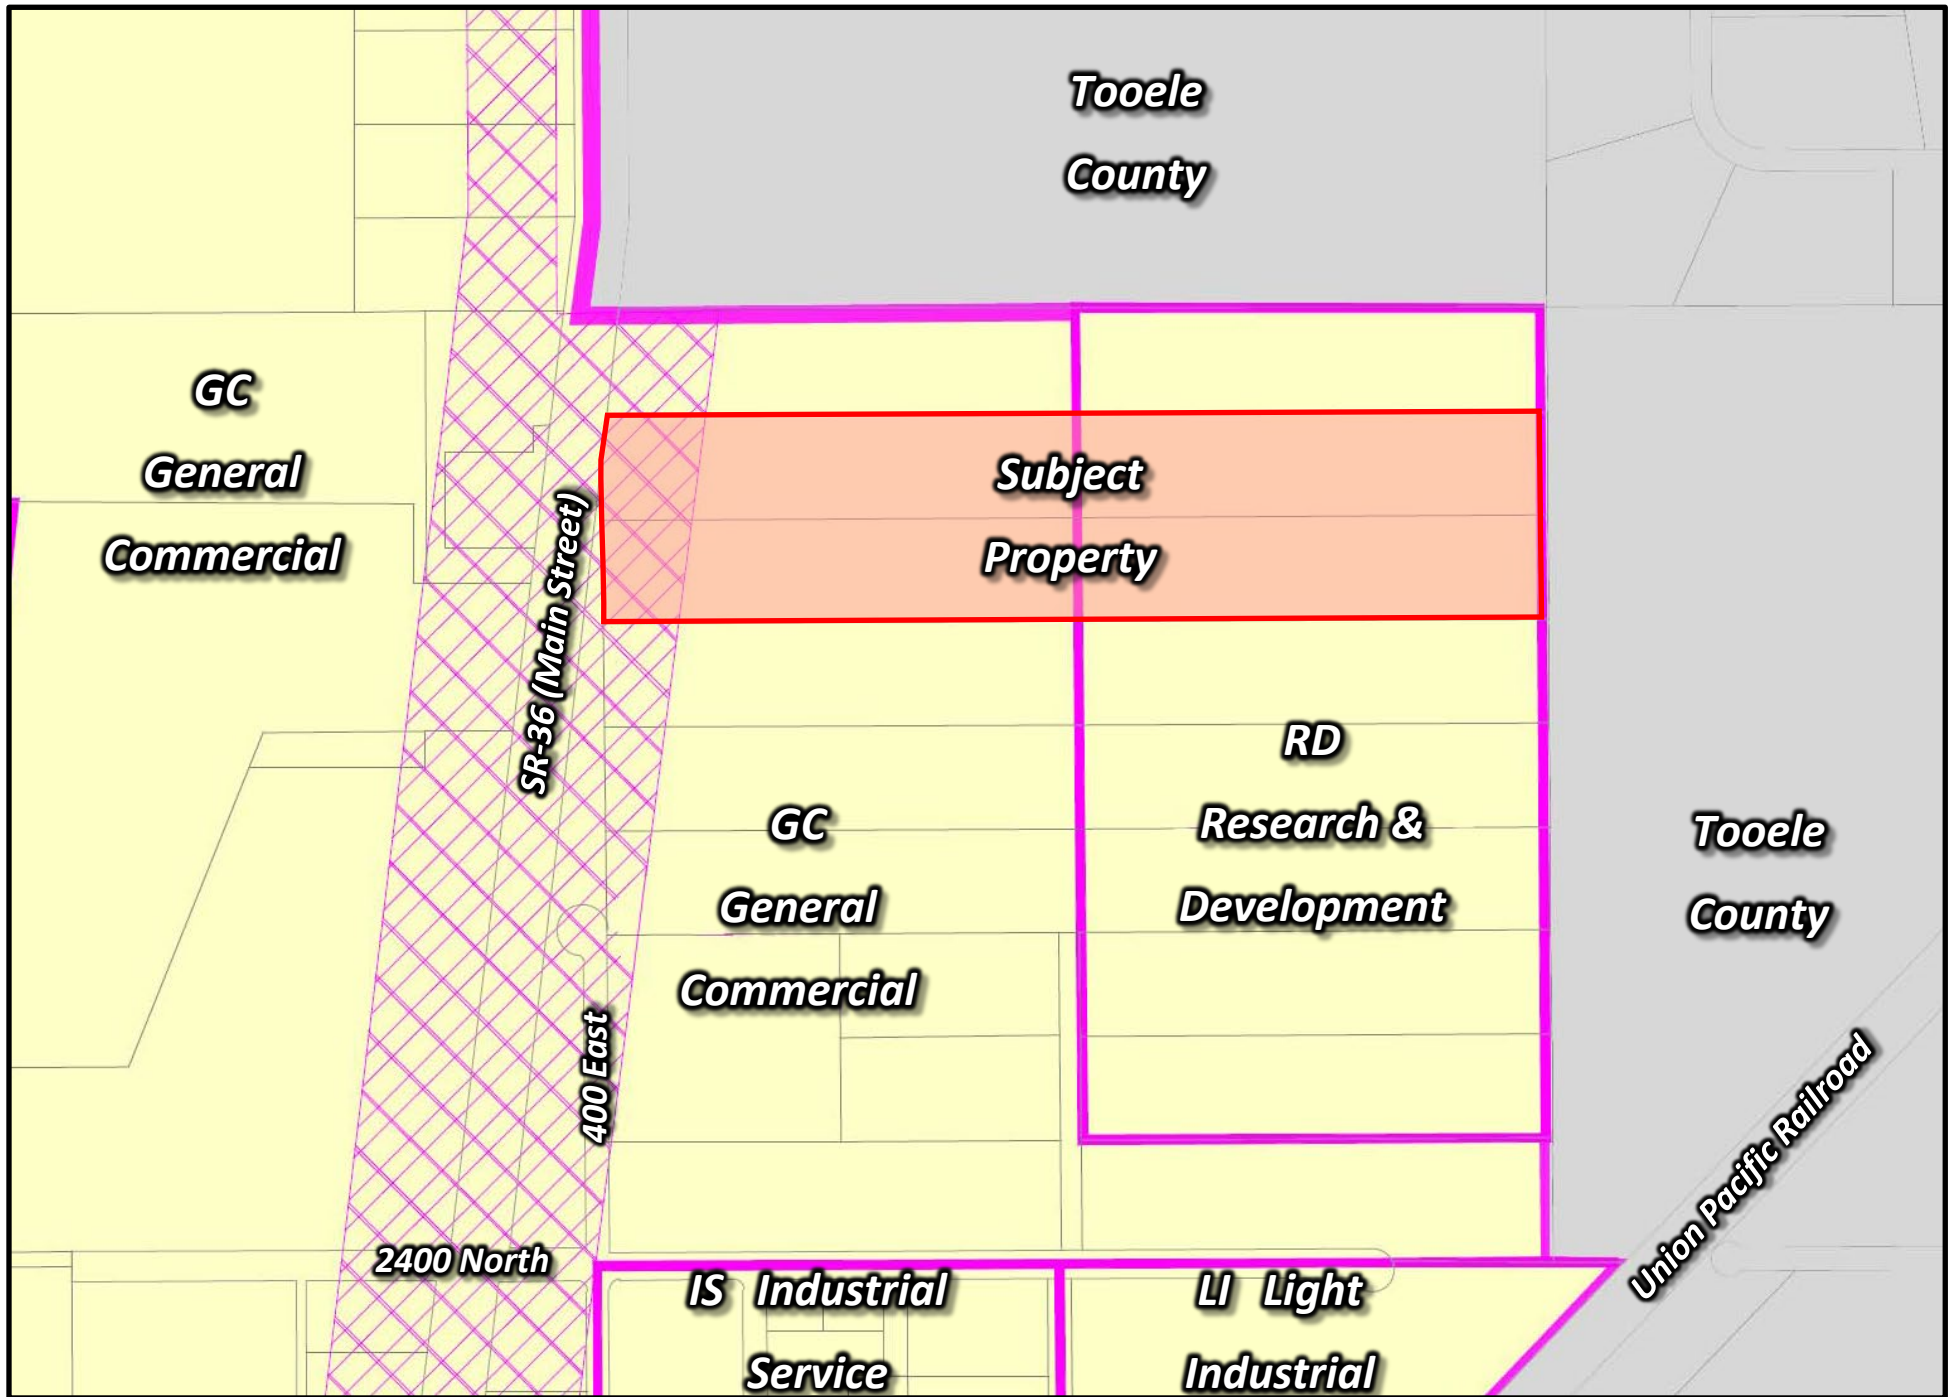 Tooele
County
GC
General
Commercial
Subject
Property
SR-36 (Main Street)
RD
Research &
Development
GC
General
Commercial
Tooele
County
400 East
Union Pacific Railroad
2400 North
IS Industrial
Service
LI Light
Industrial